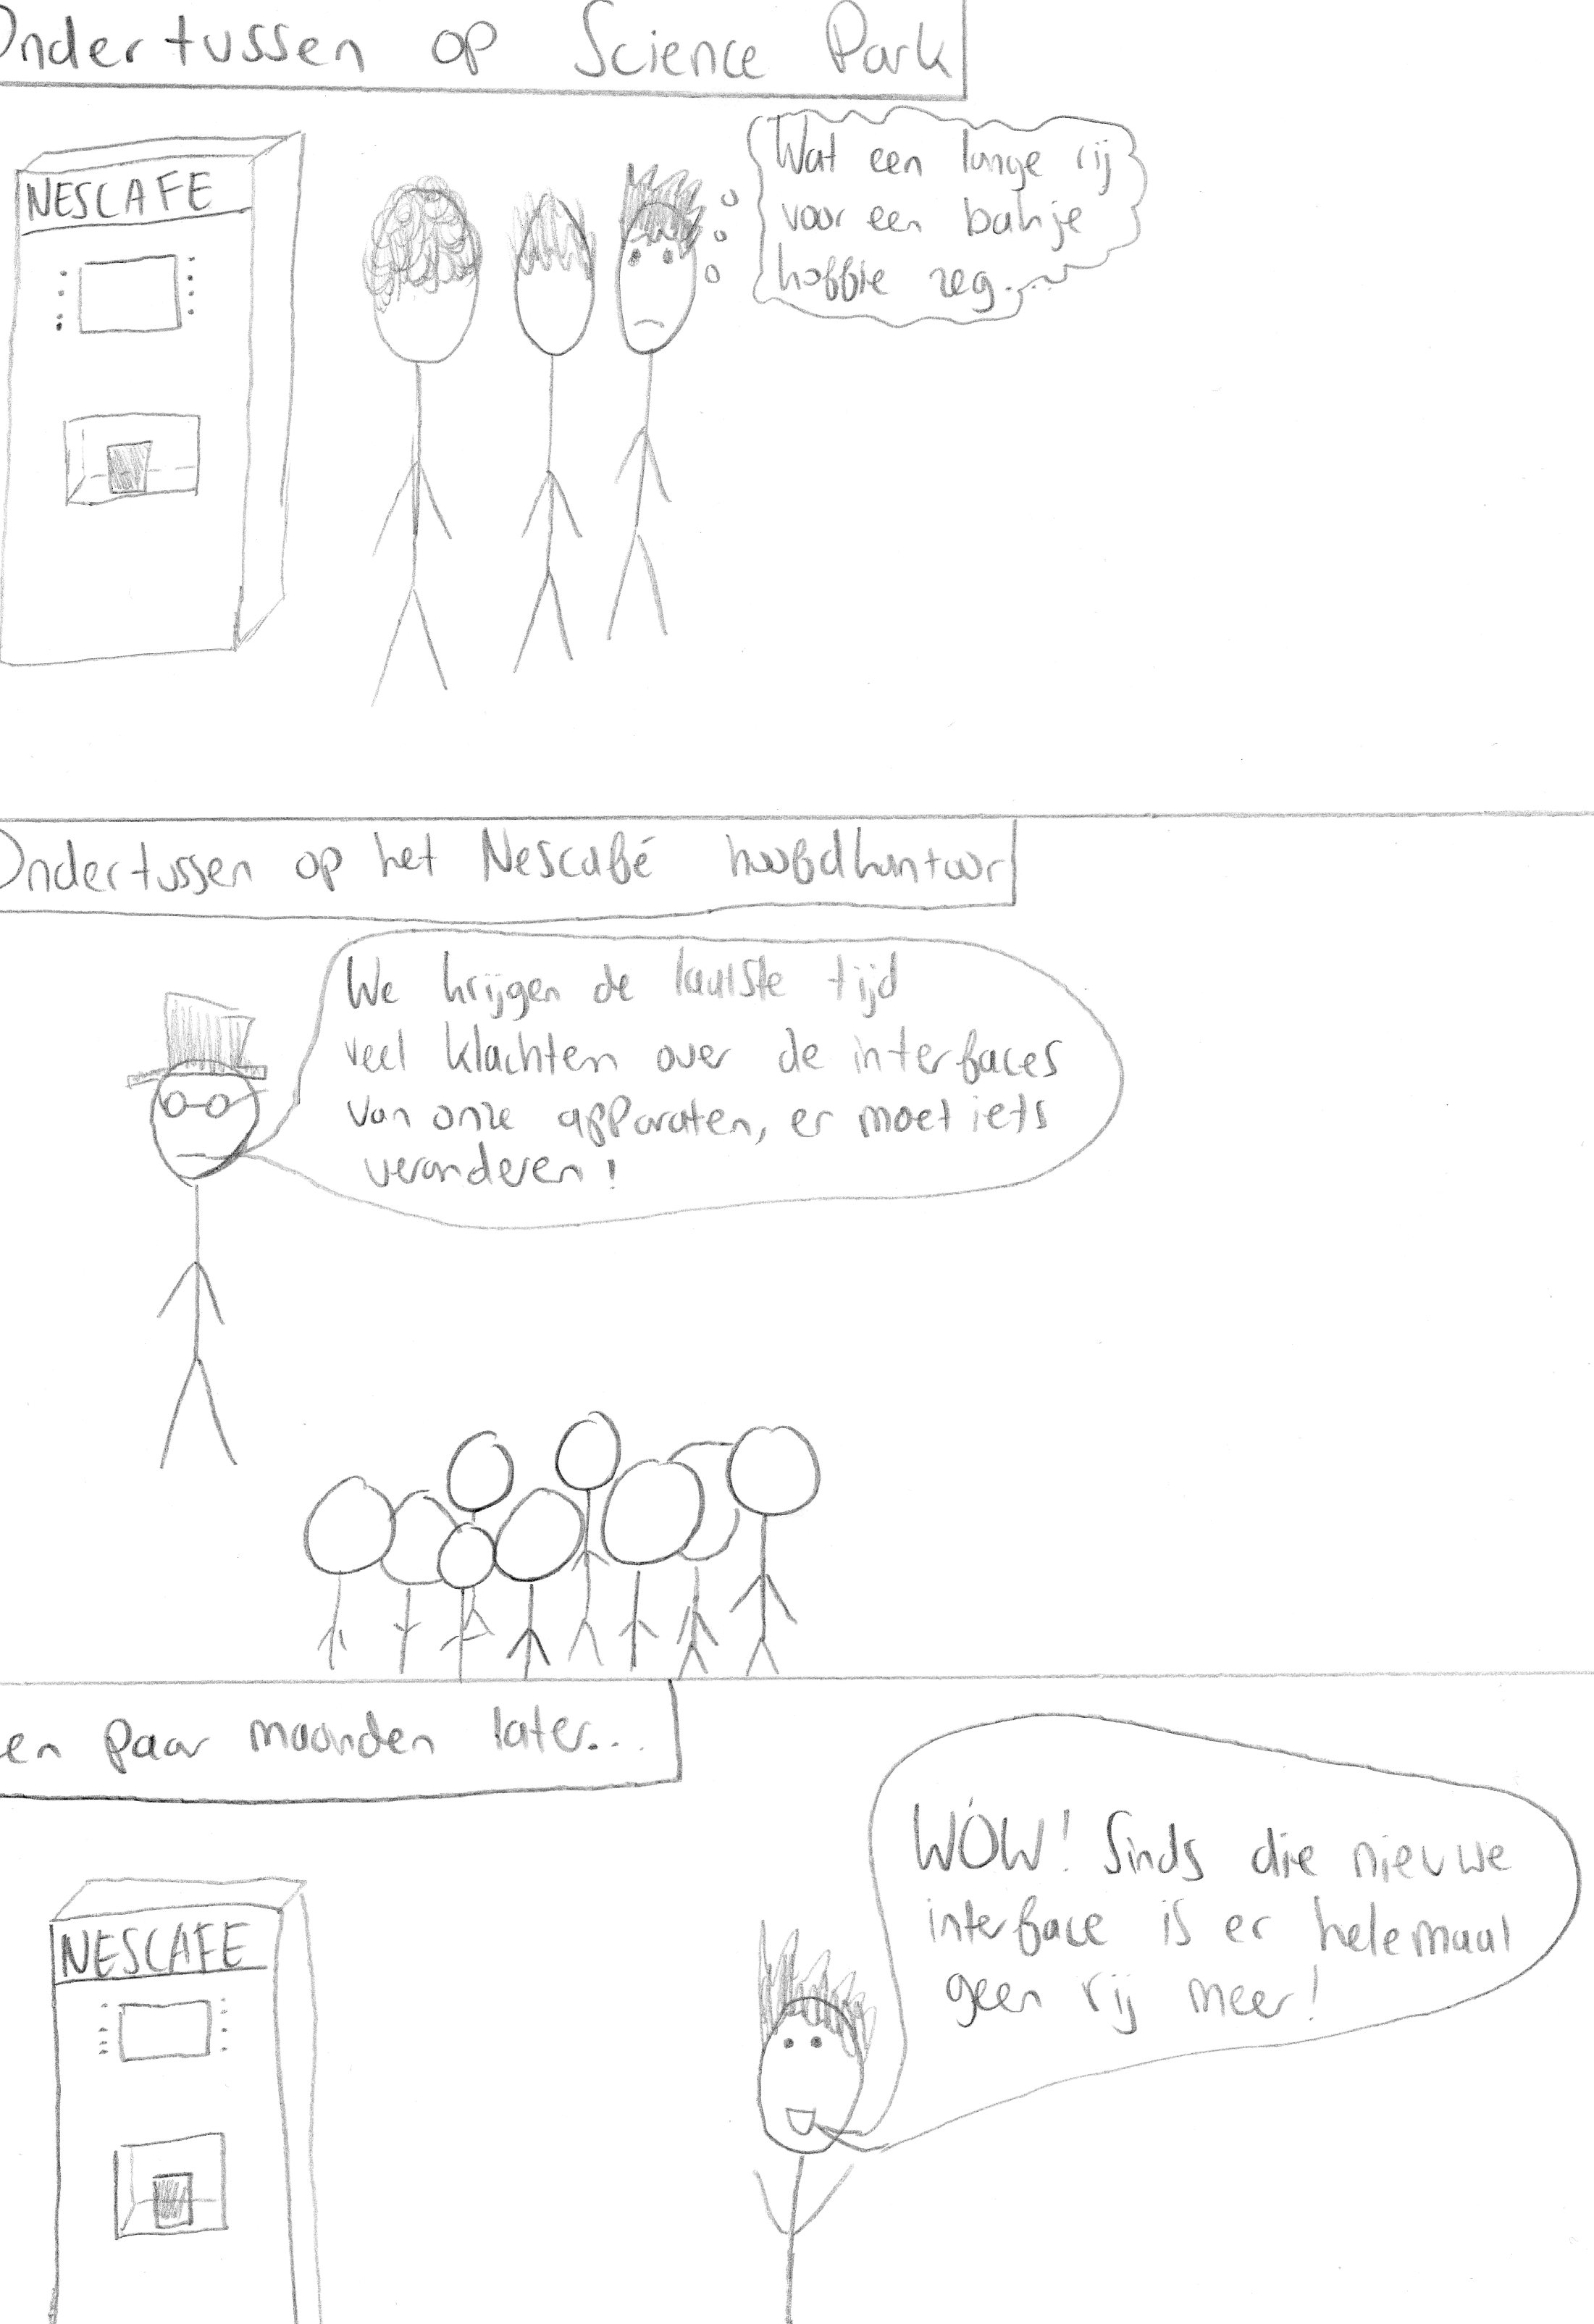 Ondertussen op Science Park
NESCAFE
Wat een lange rij
voor een bakje
koffie zeg...
Ondertussen op het Nescafé hoofdkantoor
We krijgen de laatste tijd
veel klachten over de interfaces
van onze apparaten, er moet iets
veranderen!
en paar maanden later...
NESCAFE
WOW! Sinds die nieuwe
interface is er helemaal
geen rij meer!